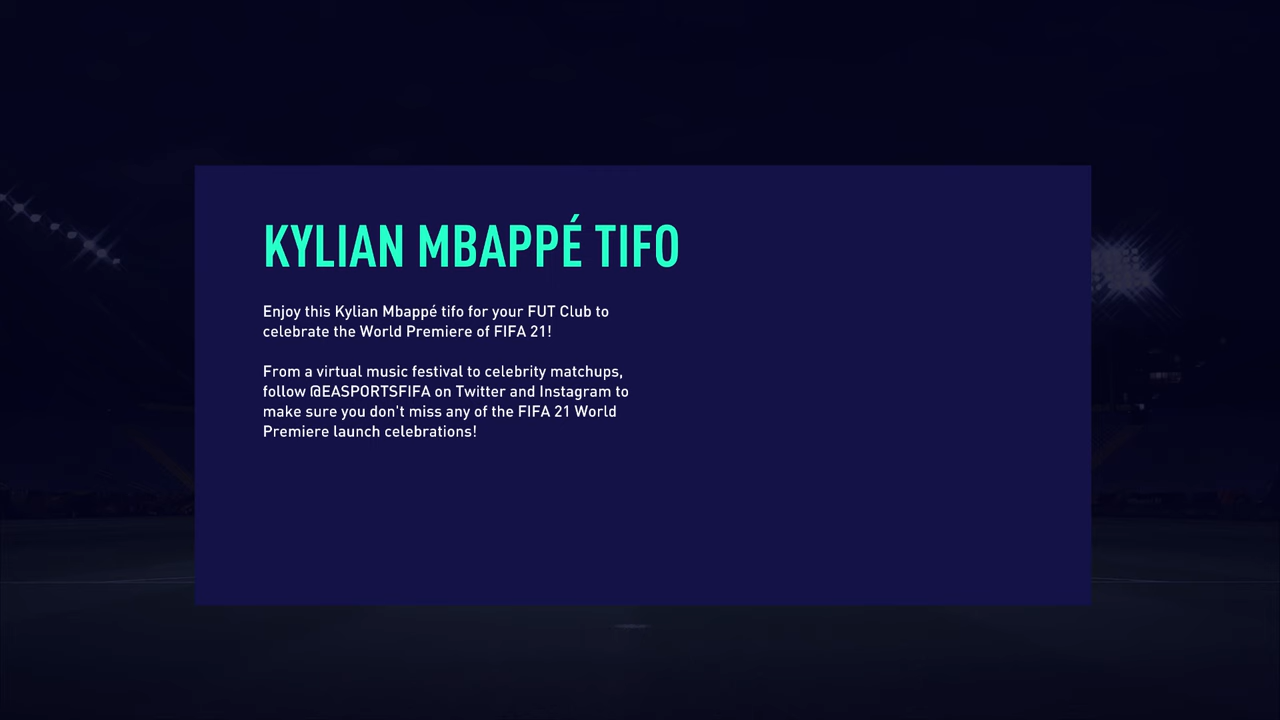 KYLIAN MBAPPÉ TIFO
Enjoy this Kylian Mbappé tifo for your FUT Club to
celebrate the World Premiere of FIFA 21!
From a virtual music festival to celebrity matchups,
follow @EASPORTSFIFA on Twitter and Instagram to
make sure you don't miss any of the FIFA 21 World
Premiere launch celebrations!